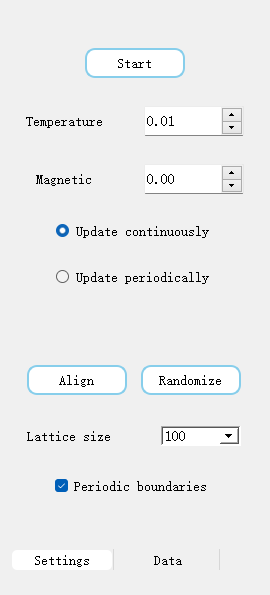 Start
Temperature 0.01
Magnetic 0.00
Update continuously
Update periodically
Align Randomize
Lattice size 100
Periodic boundaries
Settings Data